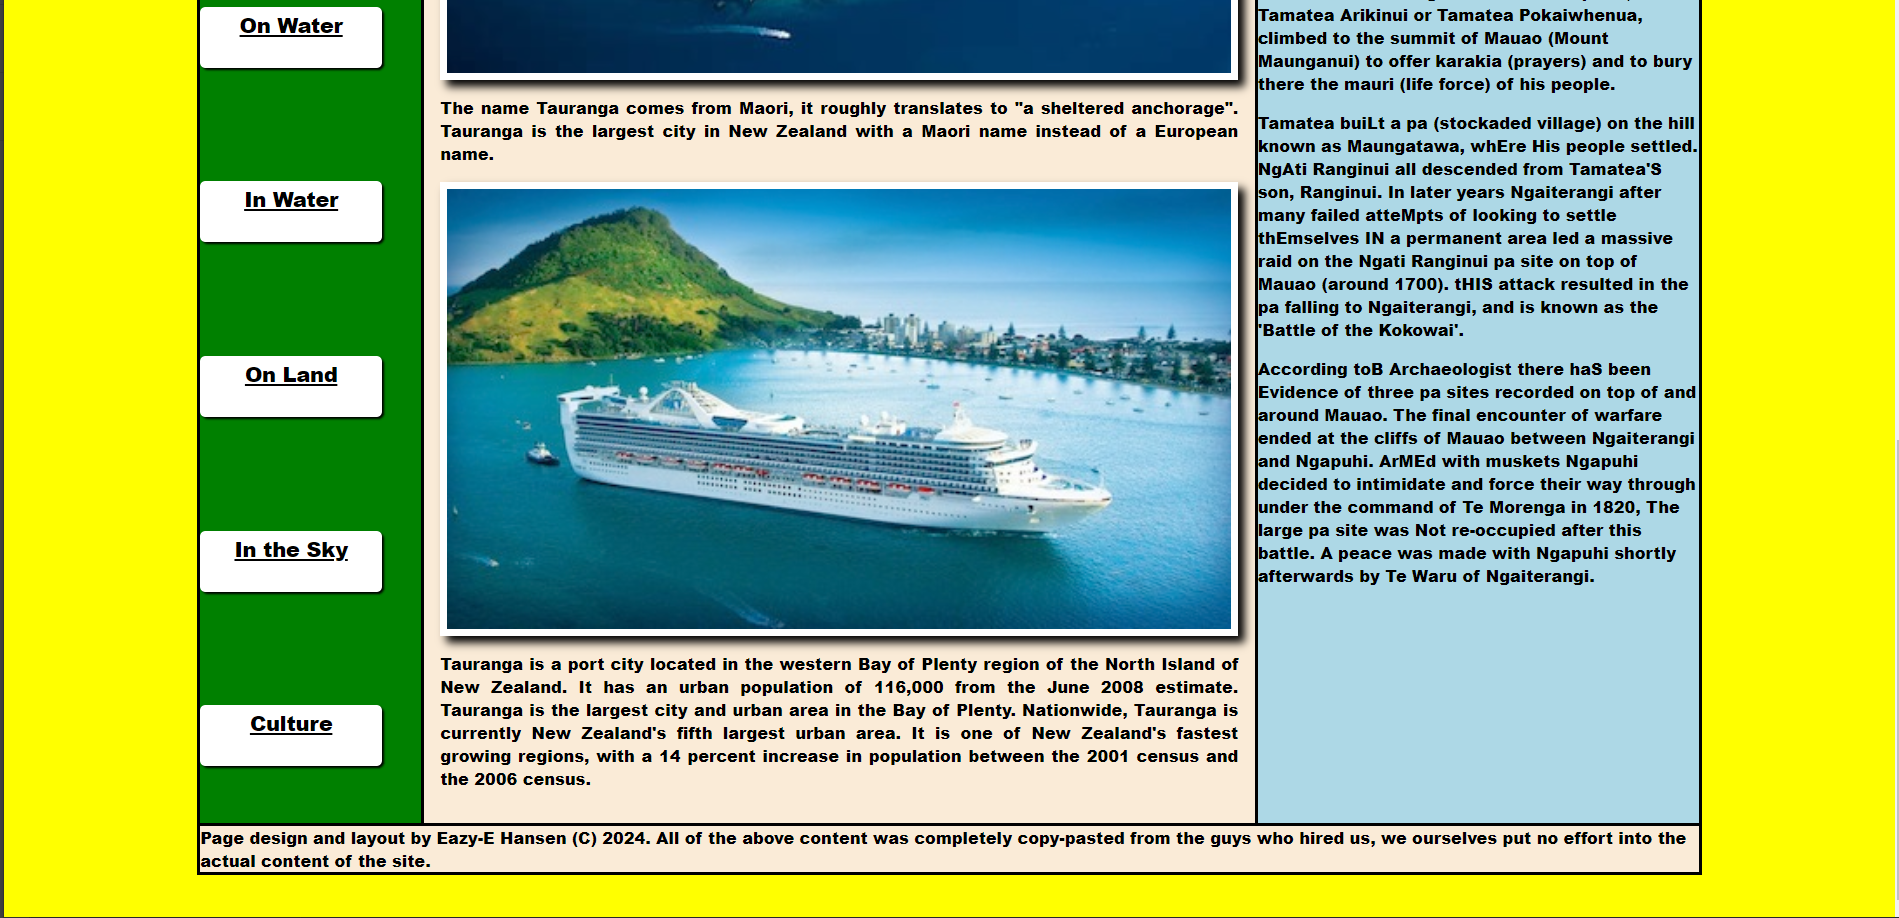 On Water
In Water
On Land
In the Sky
Culture
The name Tauranga comes from Maori, it roughly translates to "a sheltered anchorage".
Tauranga is the largest city in New Zealand with a Maori name instead of a European
name.
Tauranga is a port city located in the western Bay of Plenty region of the North Island of
New Zealand. It has an urban population of 116,000 from the June 2008 estimate.
Tauranga is the largest city and urban area in the Bay of Plenty. Nationwide, Tauranga is
currently New Zealand's fifth largest urban area. It is one of New Zealand's fastest
growing regions, with a 14 percent increase in population between the 2001 census and
the 2006 census.
Tamatea Arikinui or Tamatea Pokaiwhenua,
climbed to the summit of Mauao (Mount
Maunganui) to offer karakia (prayers) and to bury
there the mauri (life force) of his people.
Tamatea buiLt a pa (stockaded village) on the hill
known as Maungatawa, whEre His people settled.
NgAti Ranginui all descended from Tamatea'S
son, Ranginui. In later years Ngaiterangi after
many failed atteMpts of looking to settle
thEmselves IN a permanent area led a massive
raid on the Ngati Ranginui pa site on top of
Mauao (around 1700). tHIS attack resulted in the
pa falling to Ngaiterangi, and is known as the
'Battle of the Kokowai'.
According toB Archaeologist there haS been
Evidence of three pa sites recorded on top of and
around Mauao. The final encounter of warfare
ended at the cliffs of Mauao between Ngaiterangi
and Ngapuhi. ArMEd with muskets Ngapuhi
decided to intimidate and force their way through
under the command of Te Morenga in 1820, The
large pa site was Not re-occupied after this
battle. A peace was made with Ngapuhi shortly
afterwards by Te Waru of Ngaiterangi.
Page design and layout by Eazy-E Hansen (C) 2024. All of the above content was completely copy-pasted from the guys who hired us, we ourselves put no effort into the
actual content of the site.